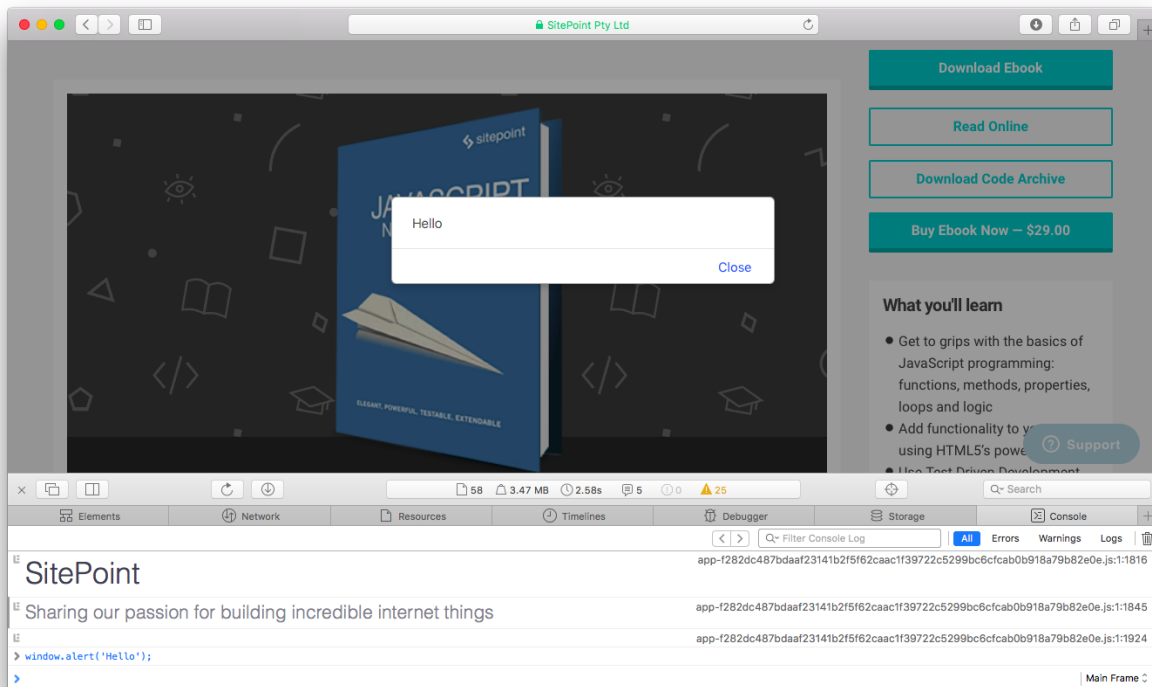 SitePoint Pty Ltd
Download Ebook
Read Online
Download Code Archive
Buy Ebook Now — $29.00
sitepoint
JAVASCRIPT
ELEGANT, POWERFUL, TESTABLE, EXTENDABLE
Hello
Close
What you'll learn
Get to grips with the basics of
JavaScript programming:
functions, methods, properties,
loops and logic
Add functionality to
using HTML5's
Use Test Driven Development
Support
58 3.47 MB 2.58s 5 0 25
Search
Elements Network Resources Timelines Debugger Storage Console
Filter Console Log All Errors Warnings Logs
SitePoint app-f282dc487bdaaf23141b2f5f62caac1f39722c5299bc6cfcab0b918a79b82e0e.js:1:1816
Sharing our passion for building incredible internet things app-f282dc487bdaaf23141b2f5f62caac1f39722c5299bc6cfcab0b918a79b82e0e.js:1:1845
app-f282dc487bdaaf23141b2f5f62caac1f39722c5299bc6cfcab0b918a79b82e0e.js:1:1924
> window.alert('Hello');
>
Main Frame